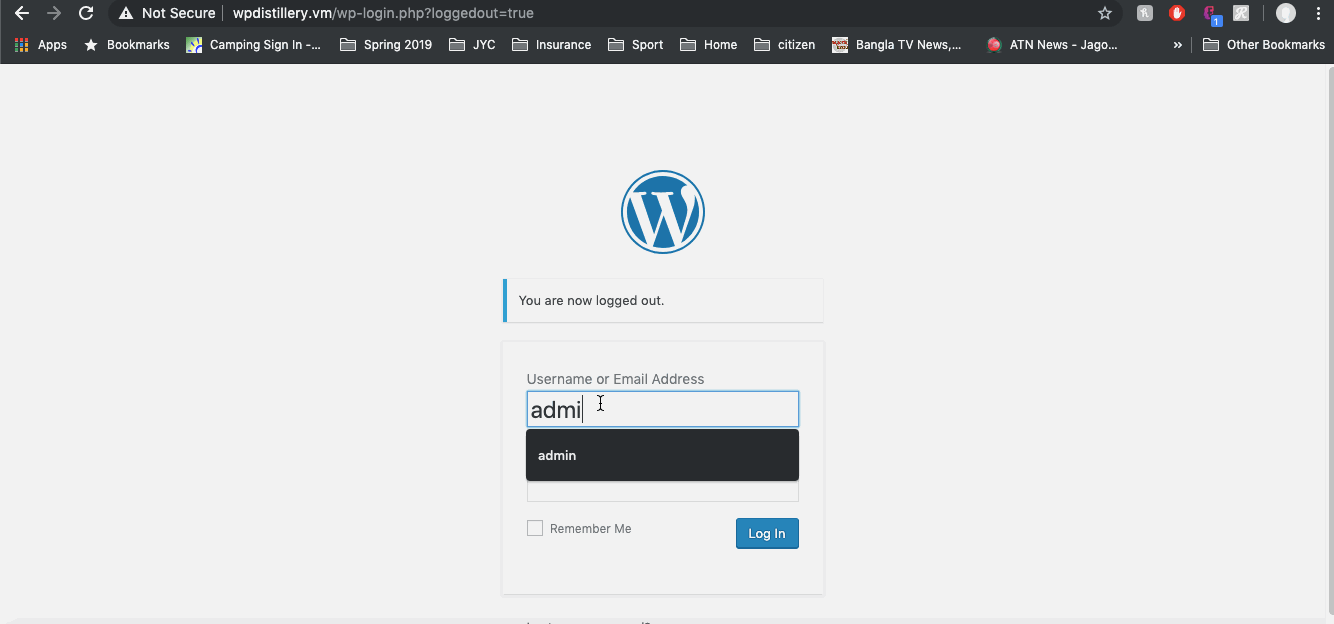 Not Secure | wpdistillery.vm/wp-login.php?loggedout=true
1
Apps Bookmarks Camping Sign In -... Spring 2019 JYC Insurance Sport Home citizen Bangla TV News,... ATN News - Jago... » Other Bookmarks
You are now logged out.
Username or Email Address
admi
admin
Remember Me Log In